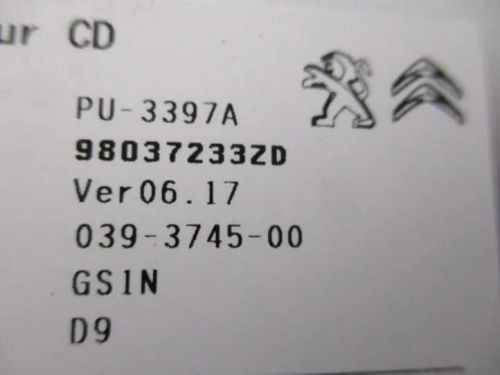 ur CD
PU-3397A
98037233ZD
Ver06.17
039-3745-00
GS1N
D9